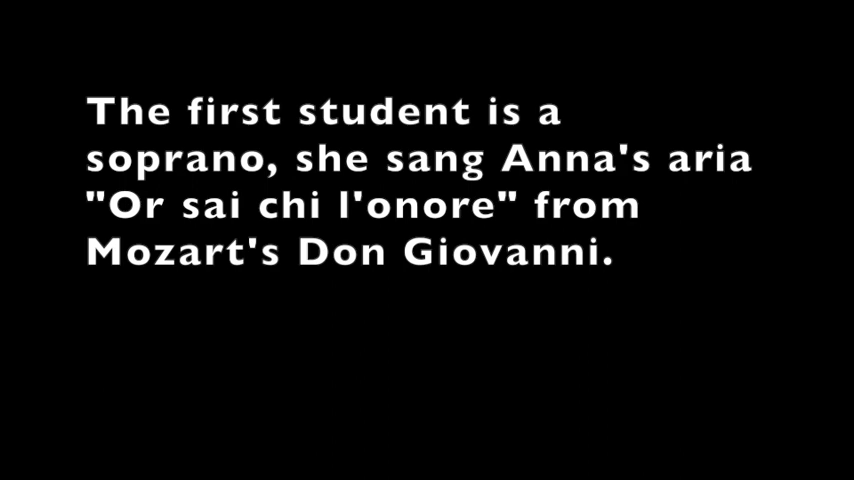 The first student is a
soprano, she sang Anna's aria
"Or sai chi l'onore" from
Mozart's Don Giovanni.